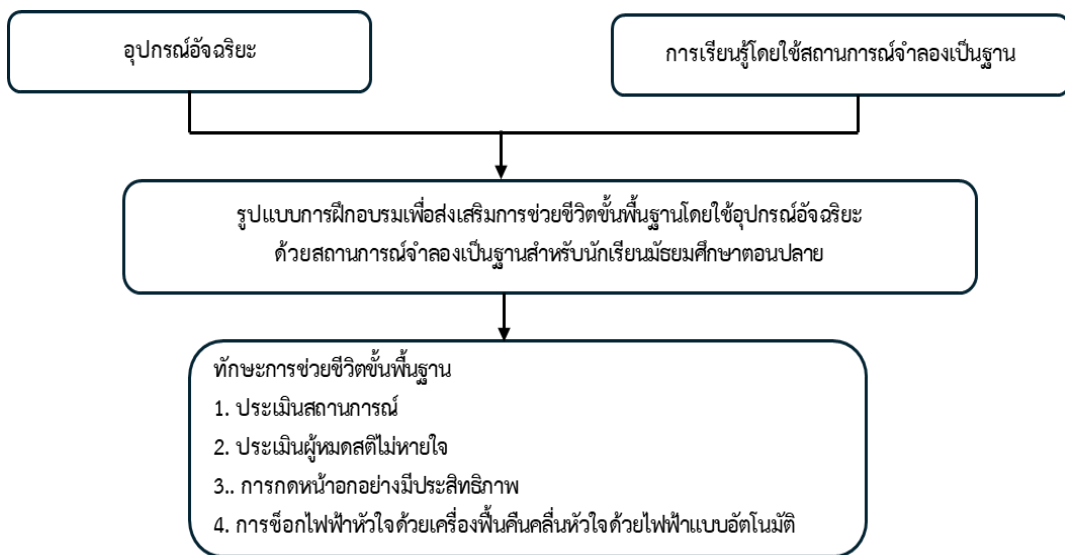 อุปกรณ์อัจฉริยะ
การเรียนรู้โดยใช้สถานการณ์จำลองเป็นฐาน
รูปแบบการฝึกอบรมเพื่อส่งเสริมการช่วยชีวิตขั้นพื้นฐานโดยใช้อุปกรณ์อัจฉริยะ
ด้วยสถานการณ์จำลองเป็นฐานสำหรับนักเรียนมัธยมศึกษาตอนปลาย
ทักษะการช่วยชีวิตขั้นพื้นฐาน
1. ประเมินสถานการณ์
2. ประเมินผู้หมดสติไม่หายใจ
3.. การกดหน้าอกอย่างมีประสิทธิภาพ
4. การช็อกไฟฟ้าหัวใจด้วยเครื่องฟื้นคืนคลื่นหัวใจด้วยไฟฟ้าแบบอัตโนมัติ